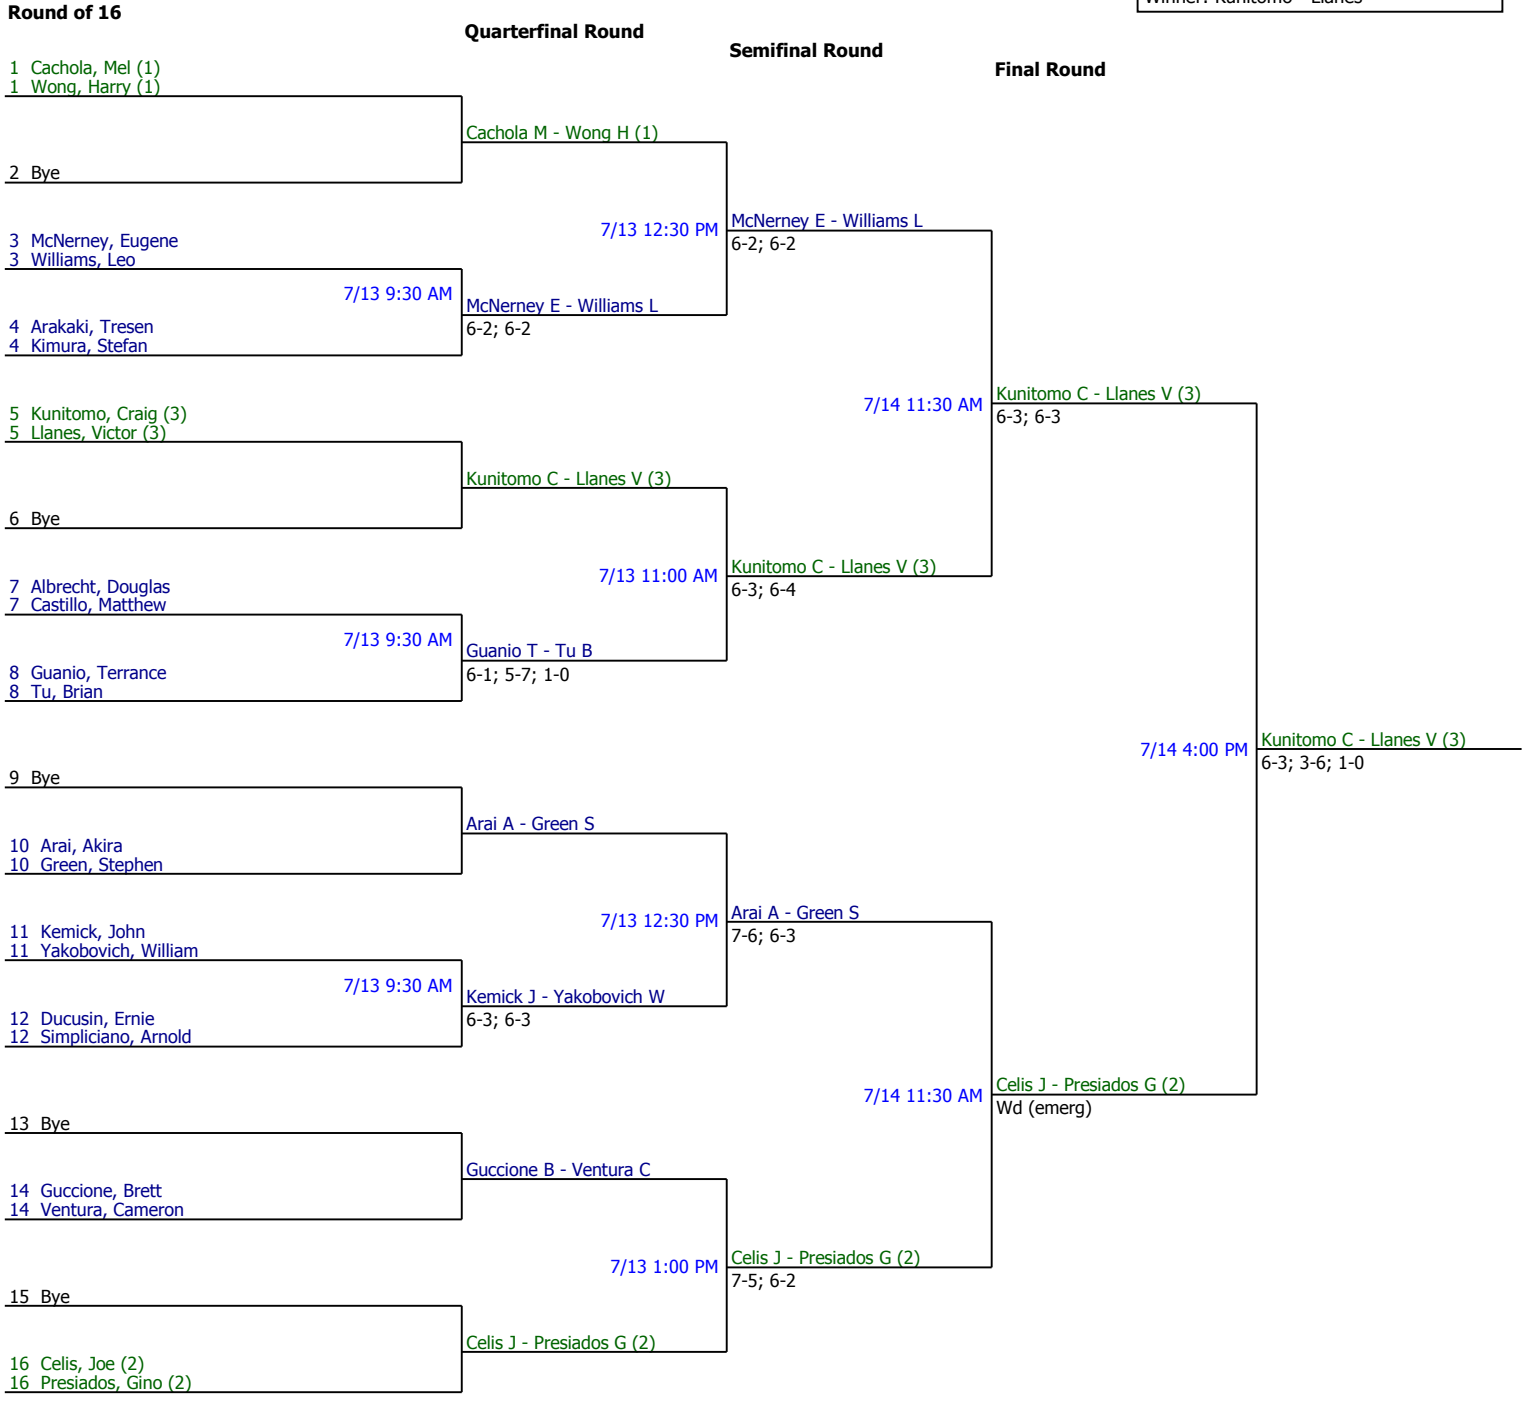 Winner: Kunitomo - Llanes
Round of 16
Quarterfinal Round
Semifinal Round
Final Round
1 Cachola, Mel (1)
1 Wong, Harry (1)
Cachola M - Wong H (1)
2 Bye
7/13 12:30 PM
McNerney E - Williams L
6-2; 6-2
3 McNerney, Eugene
3 Williams, Leo
7/13 9:30 AM
McNerney E - Williams L
6-2; 6-2
4 Arakaki, Tresen
4 Kimura, Stefan
7/14 11:30 AM
Kunitomo C - Llanes V (3)
6-3; 6-3
5 Kunitomo, Craig (3)
5 Llanes, Victor (3)
Kunitomo C - Llanes V (3)
6 Bye
7/13 11:00 AM
Kunitomo C - Llanes V (3)
6-3; 6-4
7 Albrecht, Douglas
7 Castillo, Matthew
7/13 9:30 AM
Guanio T - Tu B
6-1; 5-7; 1-0
8 Guanio, Terrance
8 Tu, Brian
7/14 4:00 PM
Kunitomo C - Llanes V (3)
6-3; 3-6; 1-0
9 Bye
Arai A - Green S
10 Arai, Akira
10 Green, Stephen
7/13 12:30 PM
Arai A - Green S
7-6; 6-3
11 Kemick, John
11 Yakobovich, William
7/13 9:30 AM
Kemick J - Yakobovich W
6-3; 6-3
12 Ducusin, Ernie
12 Simpliciano, Arnold
7/14 11:30 AM
Celis J - Presiados G (2)
Wd (emerg)
13 Bye
Guccione B - Ventura C
14 Guccione, Brett
14 Ventura, Cameron
7/13 1:00 PM
Celis J - Presiados G (2)
7-5; 6-2
15 Bye
Celis J - Presiados G (2)
16 Celis, Joe (2)
16 Presiados, Gino (2)